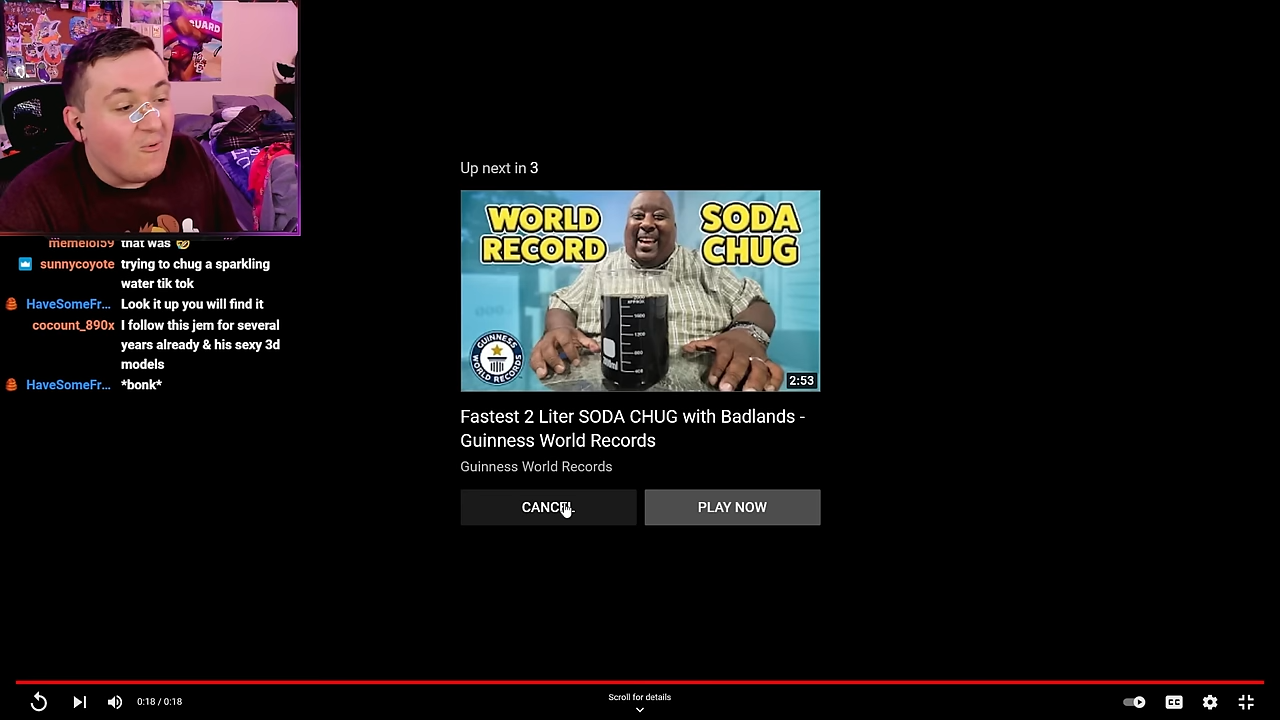 GUARD
memelol59 that was 🤣
sunnycoyote trying to chug a sparkling
water tik tok
HaveSomeFr... Look it up you will find it
cocount_890x I follow this jem for several
years already & his sexy 3d
models
HaveSomeFr... *bonk*
Up next in 3
WORLD
RECORD
SODA
CHUG
GUINNESS
WORLD RECORDS
2:53
Fastest 2 Liter SODA CHUG with Badlands -
Guinness World Records
Guinness World Records
CANCEL
PLAY NOW
0:18 / 0:18
Scroll for details
CC